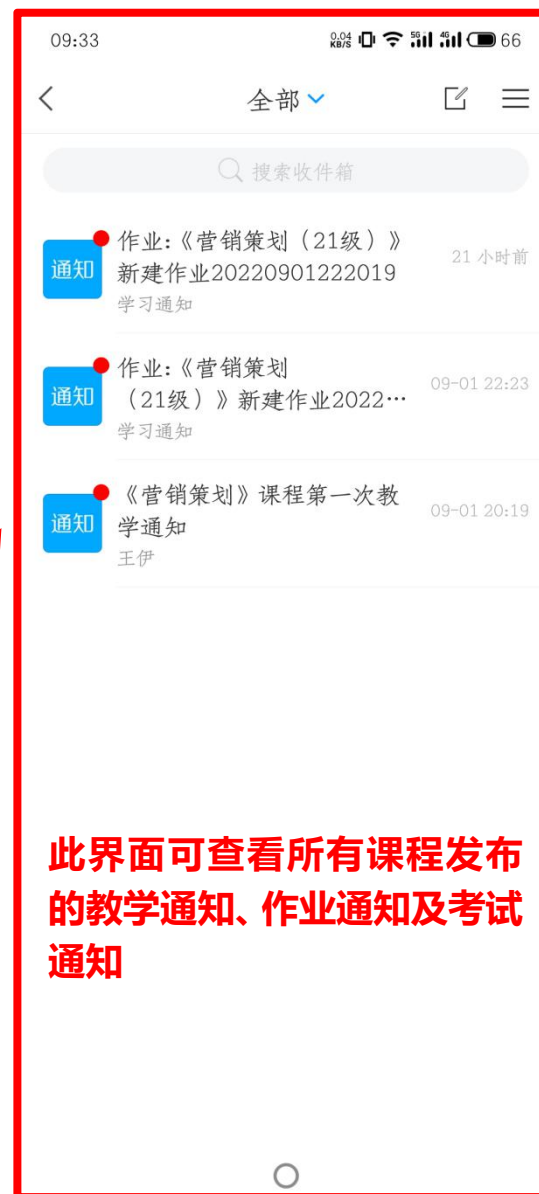 09:33
0.04 KB/S 5G 4G 66
全部
搜索收件箱
通知
作业:《营销策划（21级）》
新建作业20220901222019
学习通知
21 小时前
通知
作业:《营销策划
（21级）》新建作业2022…
学习通知
09-01 22:23
通知
《营销策划》课程第一次教
学通知
王伊
09-01 20:19
此界面可查看所有课程发布
的教学通知、作业通知及考试
通知